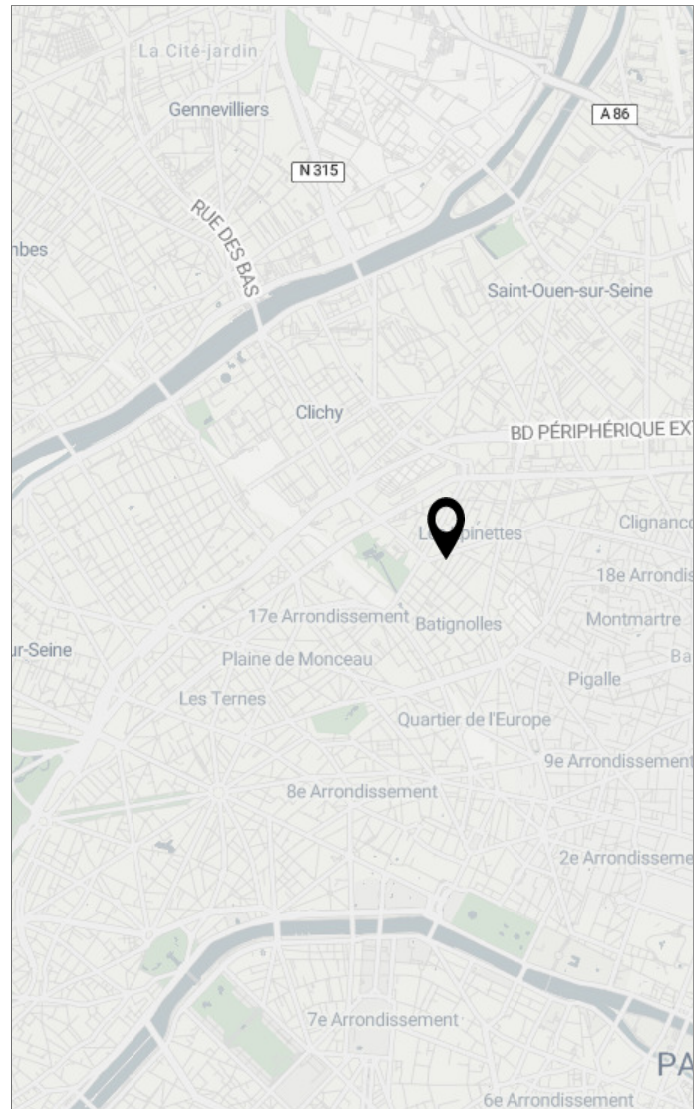 La Cité-jardin
Gennevilliers
A 86
N 315
RUE DES BAS
nbes
Saint-Ouen-sur-Seine
Clichy
BD PÉRIPHÉRIQUE EX
Clignanc
18e Arrondis
17e Arrondissement
Batignolles
Montmartre
ur-Seine
Plaine de Monceau
Ba
Pigalle
Les Ternes
Quartier de l'Europe
9e Arrondissement
8e Arrondissement
2e Arrondisseme
7e Arrondissement
PA
6e Arrondissement